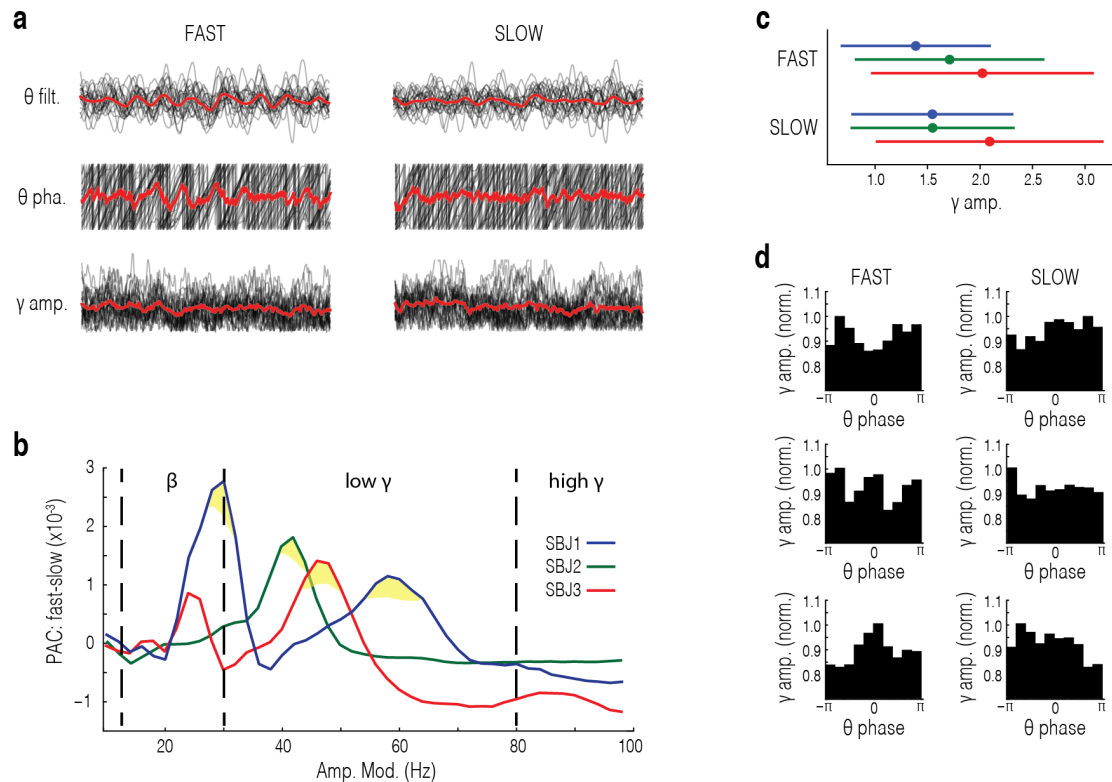 a
FAST
SLOW
θ filt.
θ pha.
γ amp.
b
PAC: fast-slow (x10⁻³)
3
2
1
0
−1
β
low γ
high γ
SBJ1
SBJ2
SBJ3
20
40
60
80
100
Amp. Mod. (Hz)
c
FAST
SLOW
1.0
1.5
2.0
2.5
3.0
γ amp.
d
FAST
SLOW
γ amp. (norm.)
1.1
1.0
0.9
0.8
−π
0
π
θ phase
γ amp. (norm.)
1.1
1.0
0.9
0.8
−π
0
π
θ phase
γ amp. (norm.)
1.1
1.0
0.9
0.8
−π
0
π
θ phase
γ amp. (norm.)
1.1
1.0
0.9
0.8
−π
0
π
θ phase
γ amp. (norm.)
1.1
1.0
0.9
0.8
−π
0
π
θ phase
γ amp. (norm.)
1.1
1.0
0.9
0.8
−π
0
π
θ phase